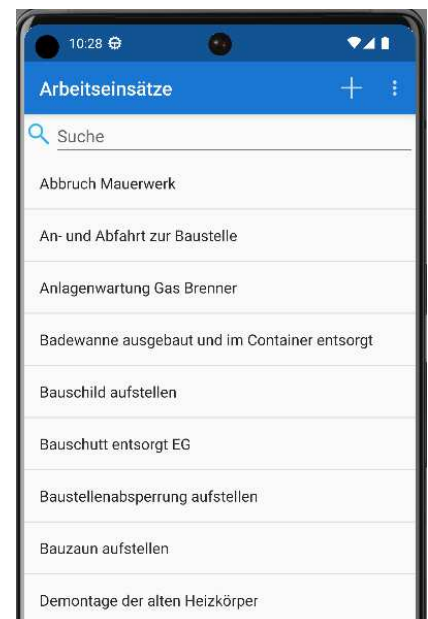 10:28
Arbeitseinsätze
Suche
Abbruch Mauerwerk
An- und Abfahrt zur Baustelle
Anlagenwartung Gas Brenner
Badewanne ausgebaut und im Container entsorgt
Bauschild aufstellen
Bauschutt entsorgt EG
Baustellenabsperrung aufstellen
Bauzaun aufstellen
Demontage der alten Heizkörper